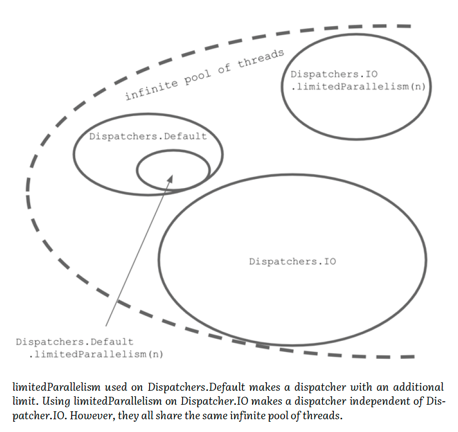 infinite pool of threads
Dispatchers.IO
.limitedParallelism(n)
Dispatchers.Default
Dispatchers.IO
Dispatchers.Default
.limitedParallelism(n)
limitedParallelism used on Dispatchers.Default makes a dispatcher with an additional
limit. Using limitedParallelism on Dispatcher.IO makes a dispatcher independent of Dis-
patcher.IO. However, they all share the same infinite pool of threads.